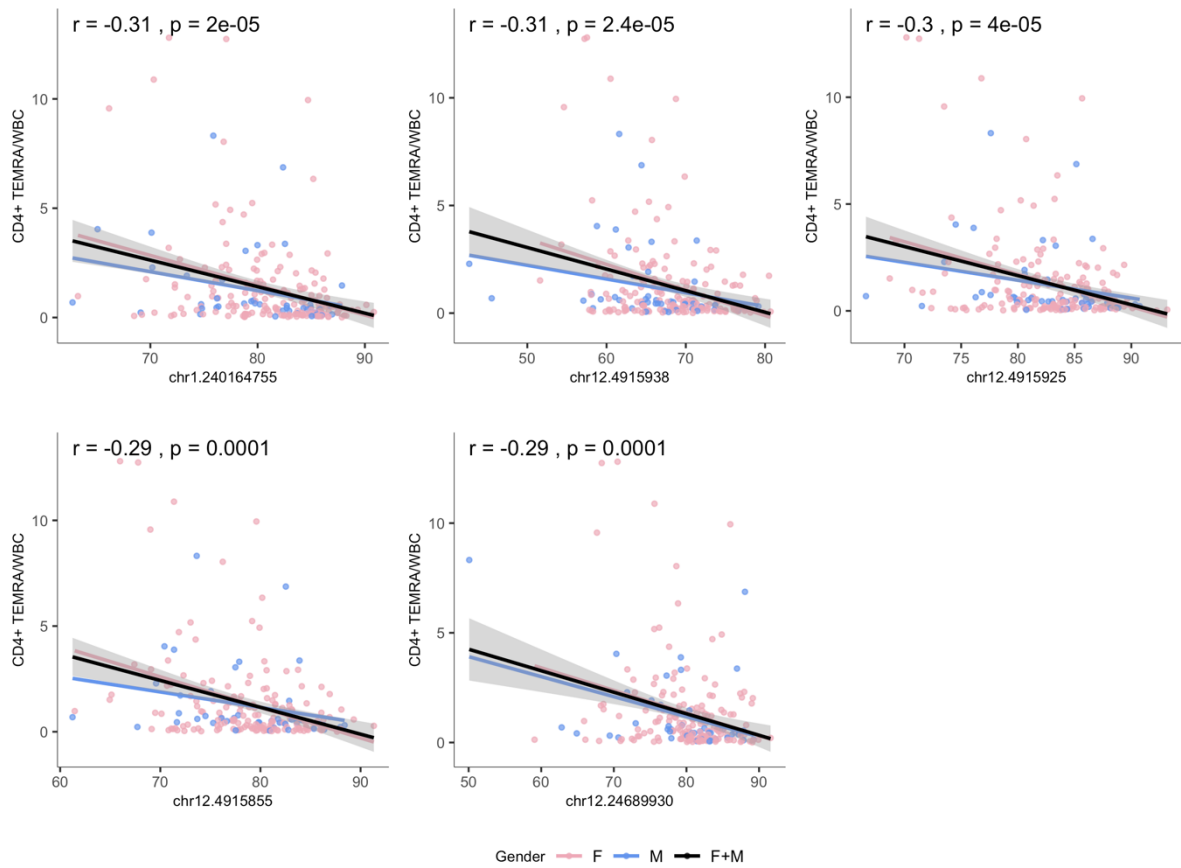 r = -0.31 , p = 2e-05
CD4+ TEMRA/WBC
10
5
0
70
80
90
chr1.240164755
r = -0.31 , p = 2.4e-05
CD4+ TEMRA/WBC
10
5
0
50
60
70
80
chr12.4915938
r = -0.3 , p = 4e-05
CD4+ TEMRA/WBC
10
5
0
70
75
80
85
90
chr12.4915925
r = -0.29 , p = 0.0001
CD4+ TEMRA/WBC
10
5
0
60
70
80
90
chr12.4915855
r = -0.29 , p = 0.0001
CD4+ TEMRA/WBC
10
5
0
50
60
70
80
90
chr12.24689930
Gender F M F+M